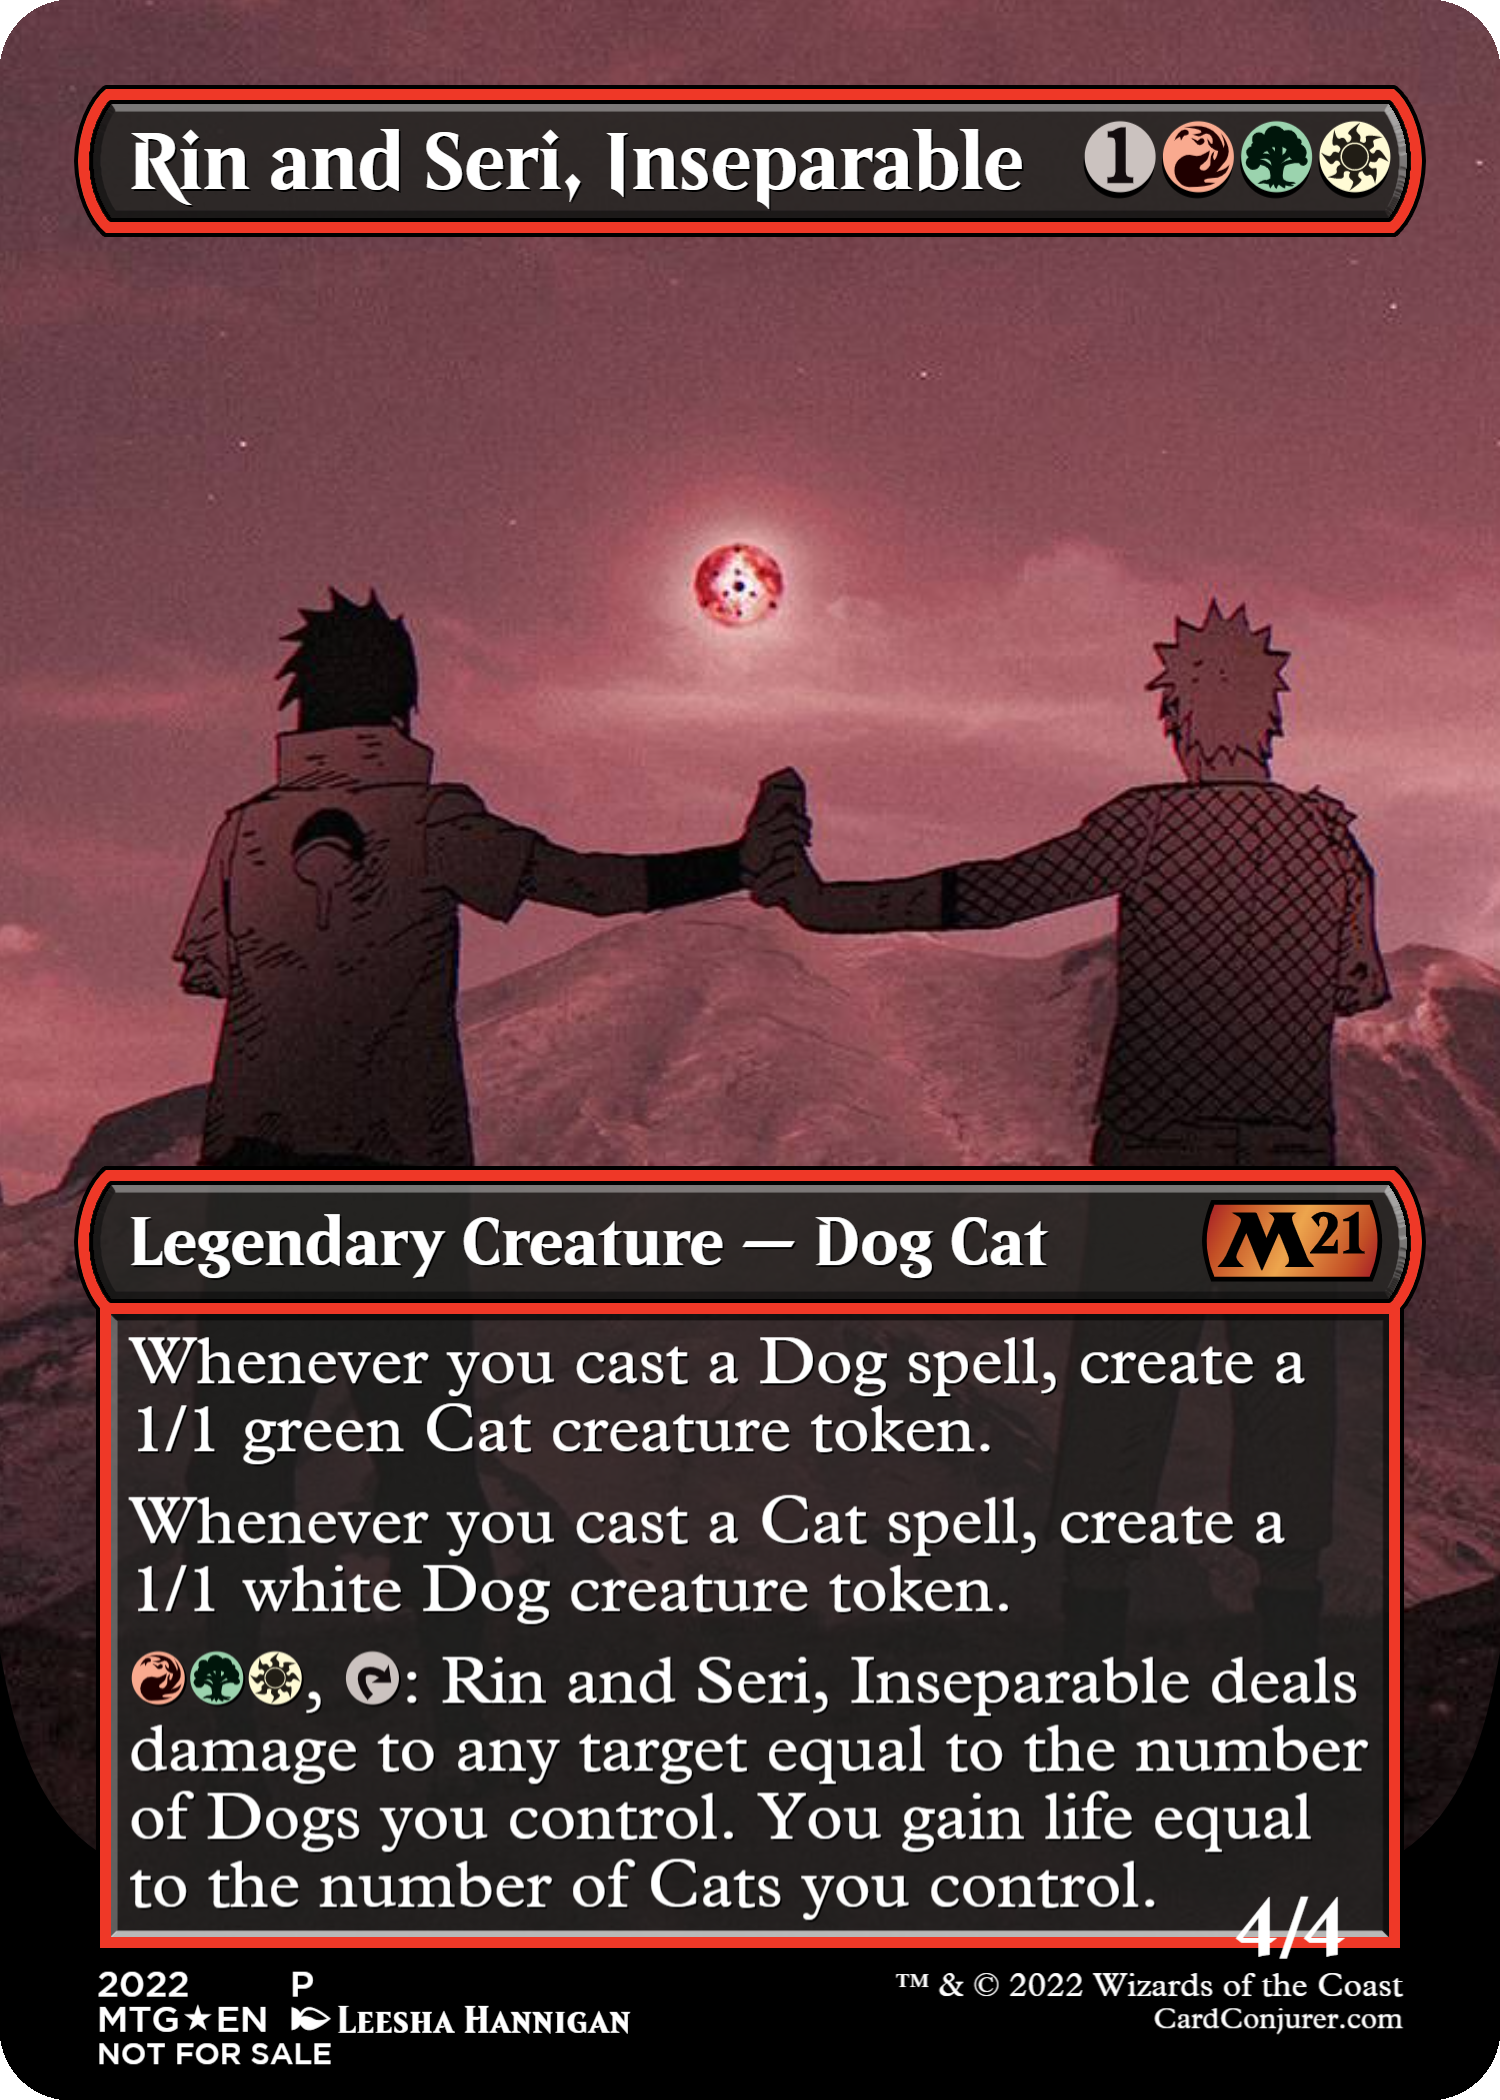 Rin and Seri, Inseparable 1
Legendary Creature — Dog Cat M21
Whenever you cast a Dog spell, create a
1/1 green Cat creature token.
Whenever you cast a Cat spell, create a
1/1 white Dog creature token.
, : Rin and Seri, Inseparable deals
damage to any target equal to the number
of Dogs you control. You gain life equal
to the number of Cats you control.
4/4
2022 P
MTG★EN LEESHA HANNIGAN
NOT FOR SALE
™ & © 2022 Wizards of the Coast
CardConjurer.com